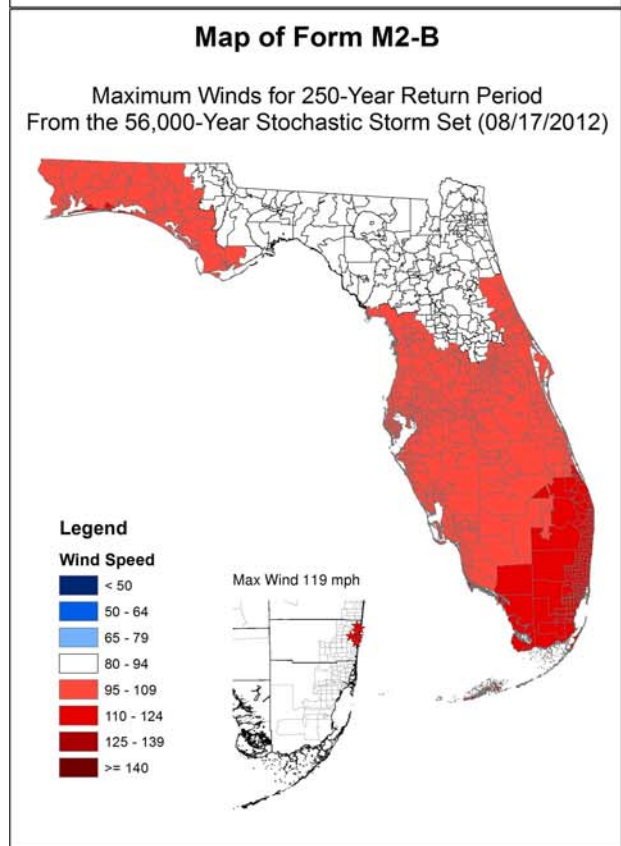 Map of Form M2-B
Maximum Winds for 250-Year Return Period
From the 56,000-Year Stochastic Storm Set (08/17/2012)
Legend
Wind Speed
< 50
50 - 64
65 - 79
80 - 94
95 - 109
110 - 124
125 - 139
>= 140
Max Wind 119 mph